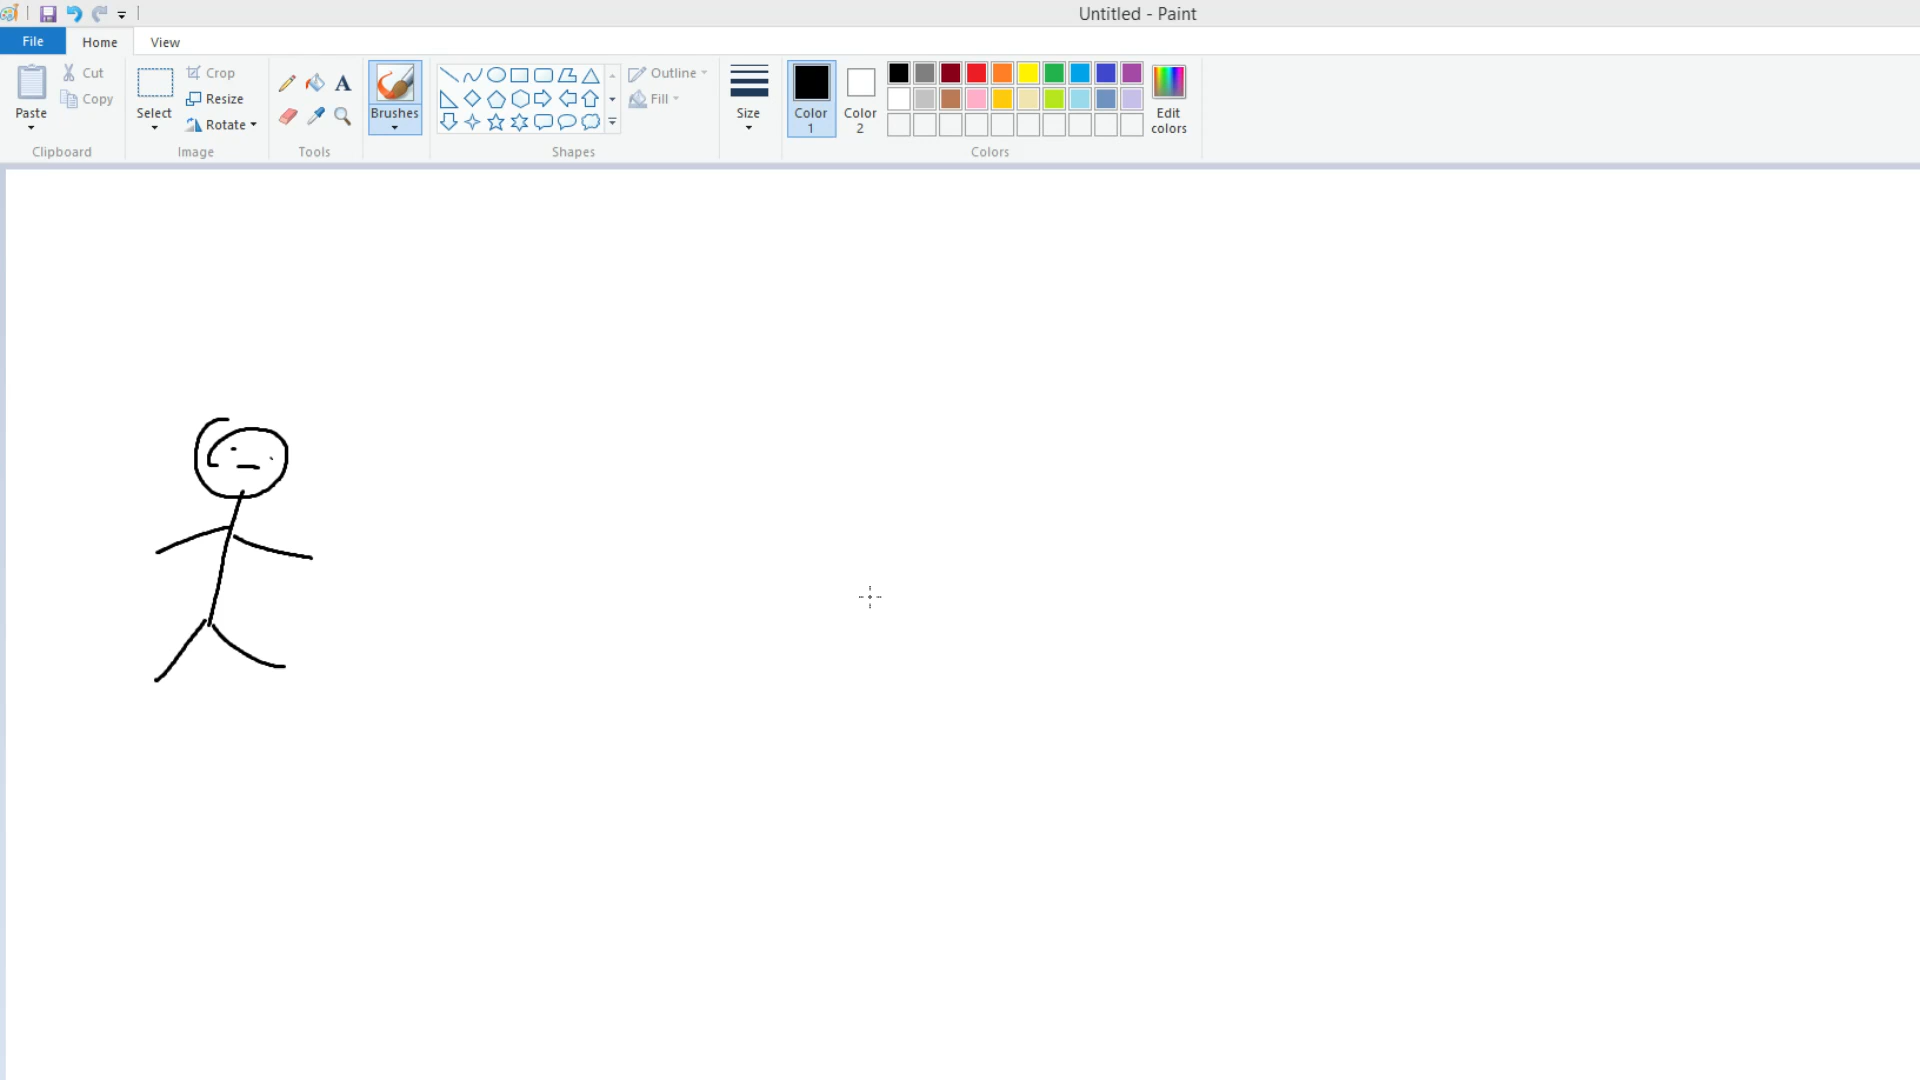 Untitled - Paint
File Home View
Paste
Cut
Copy
Clipboard
Select
Crop
Resize
Rotate
Image
A
Tools
Brushes
Outline
Fill
Shapes
Size
Color
1
Color
2
Edit
colors
Colors